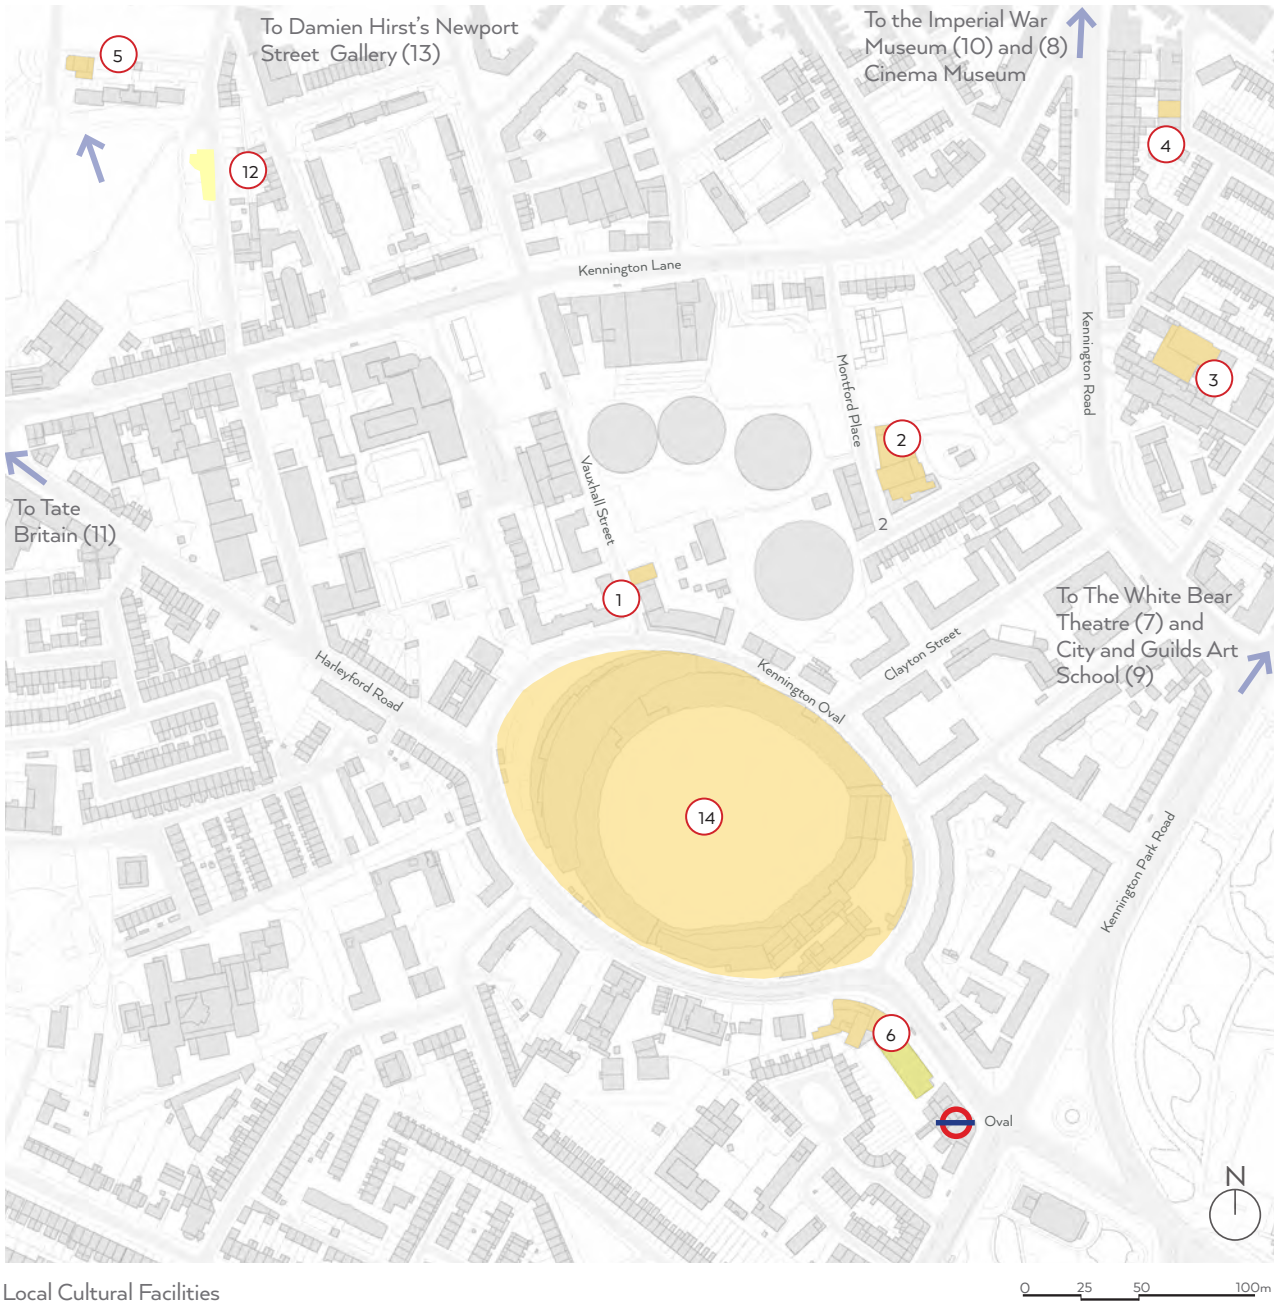 To Damien Hirst's Newport
Street Gallery (13)
To the Imperial War
Museum (10) and (8)
Cinema Museum
5
12
4
Kennington Lane
Kennington Road
Montford Place
3
2
Vauxhall Street
To Tate
Britain (11)
2
1
To The White Bear
Theatre (7) and
City and Guilds Art
School (9)
Harleyford Road
Clayton Street
Kennington Oval
14
Kennington Park Road
6
Oval
N
Local Cultural Facilities
0 25 50 100m